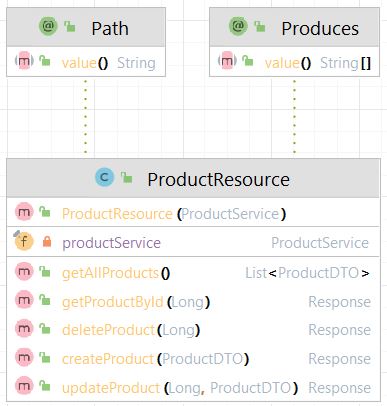 Path
value() String
Produces
value() String[]
ProductResource
ProductResource(ProductService)
productService ProductService
getAllProducts() List<ProductDTO>
getProductById(Long) Response
deleteProduct(Long) Response
createProduct(ProductDTO) Response
updateProduct(Long, ProductDTO) Response